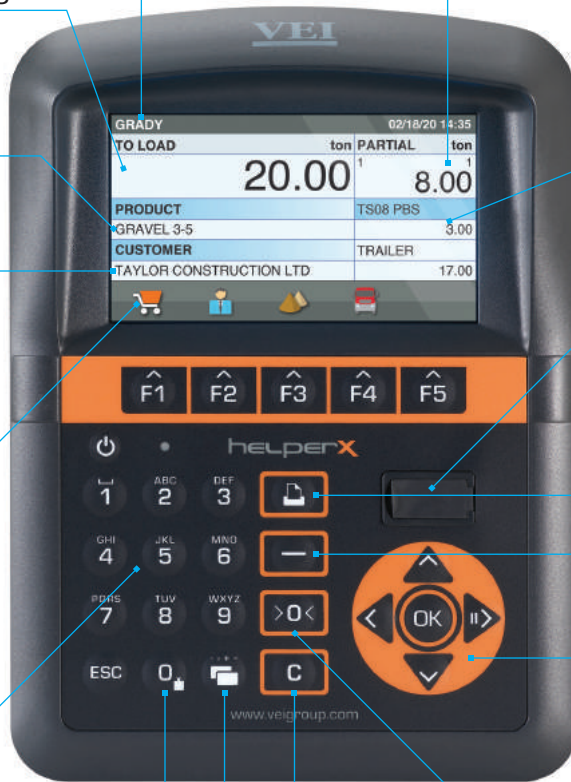 VEI
GRADY 02/18/20 14:35
TO LOAD ton PARTIAL ton
20.00 1 8.00 1
PRODUCT TS08 PBS
GRAVEL 3-5 3.00
CUSTOMER TRAILER
TAYLOR CONSTRUCTION LTD 17.00
F1 F2 F3 F4 F5
helperX
1 ABC 2 DEF 3
GHI 4 JKL 5 MNO 6
PQRS 7 TUV 8 WXYZ 9 >0<
OK
ESC 0 C
www.veigroup.com